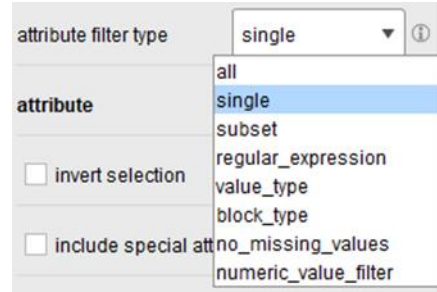 attribute filter type single
all
attribute single
subset
regular_expression
invert selection value_type
block_type
include special att no_missing_values
numeric_value_filter